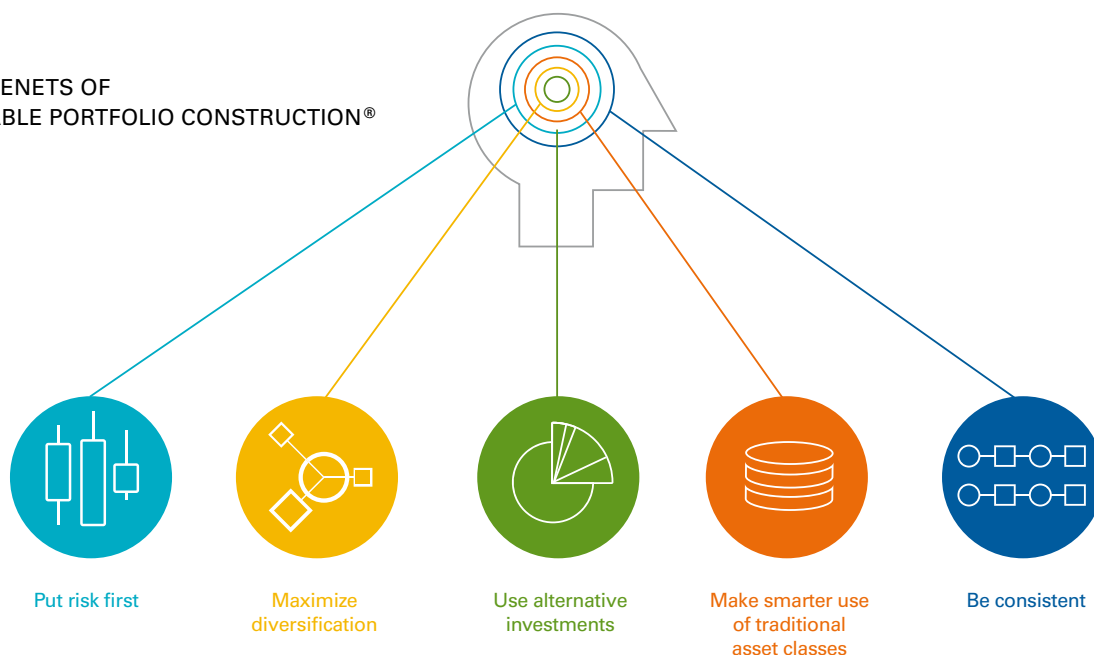 ENETS OF
ABLE PORTFOLIO CONSTRUCTION®
Put risk first
Maximize
diversification
Use alternative
investments
Make smarter use
of traditional
asset classes
Be consistent